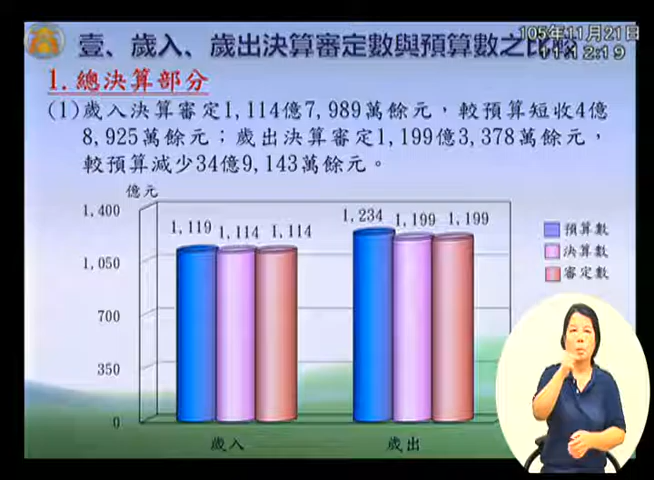 壹、歲入、歲出決算審定數與預算數之比較
105年11月21日
11:12:19
1.總決算部分
(1)歲入決算審定1,114億7,989萬餘元，較預算短收4億
8,925萬餘元；歲出決算審定1,199億3,378萬餘元，
較預算減少34億9,143萬餘元。
億元
1,400
1,050
700
350
0
1,119
1,114
1,114
1,234
1,199
1,199
歲入
歲出
預算數
決算數
審定數